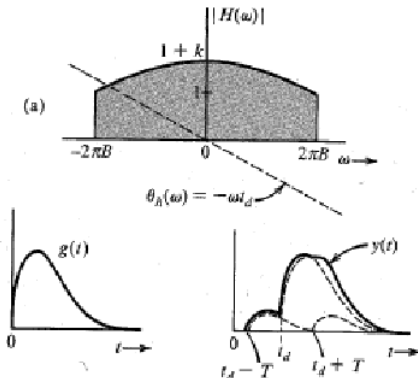 |H(ω)|
1 + k
1
(a)
−2πB
0
2πB
ω
θh(ω) = −ωtd
g(t)
0
t
y(t)
0
td
t
td − T
td + T